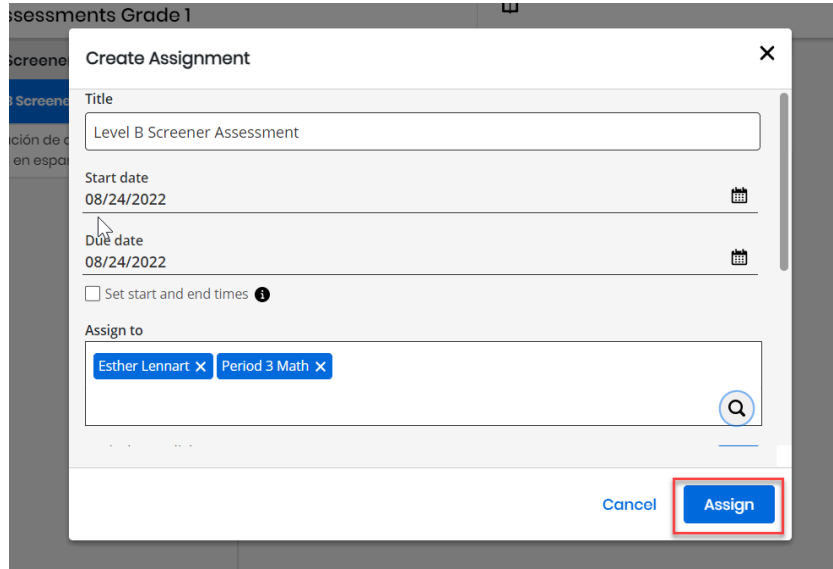 ssessments Grade 1
Create Assignment
Screene
B Screene
Title
Level B Screener Assessment
ción de
en espa
Start date
08/24/2022
Due date
08/24/2022
Set start and end times
Assign to
Esther Lennart Period 3 Math
Cancel Assign